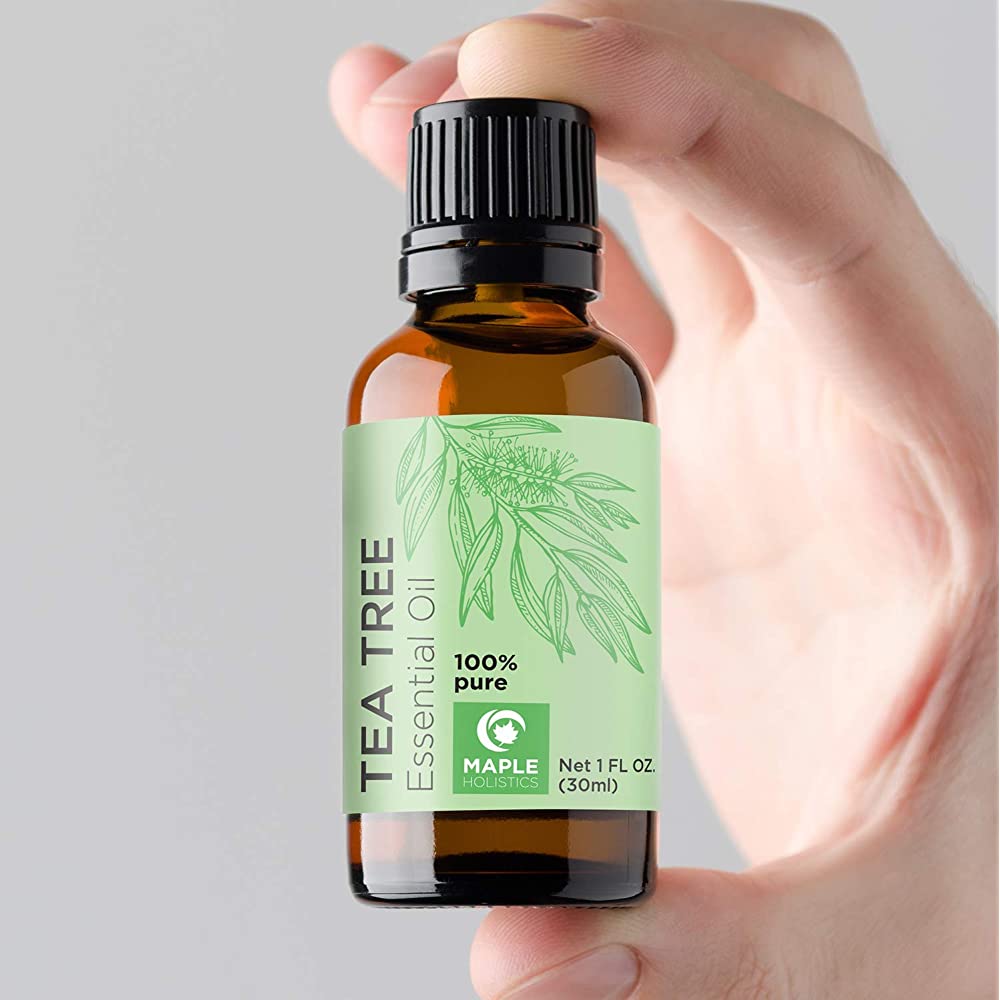 TEA TREE
Essential Oil
100%
pure
MAPLE
HOLISTICS
Net 1 FL OZ.
(30ml)